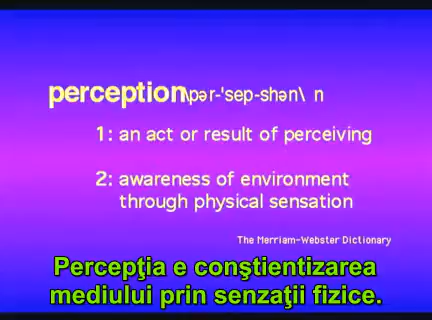 perception\pər-'sep-shən\ n
1: an act or result of perceiving
2: awareness of environment
through physical sensation
The Merriam-Webster Dictionary
Percepţia e conştientizarea
mediului prin senzaţii fizice.